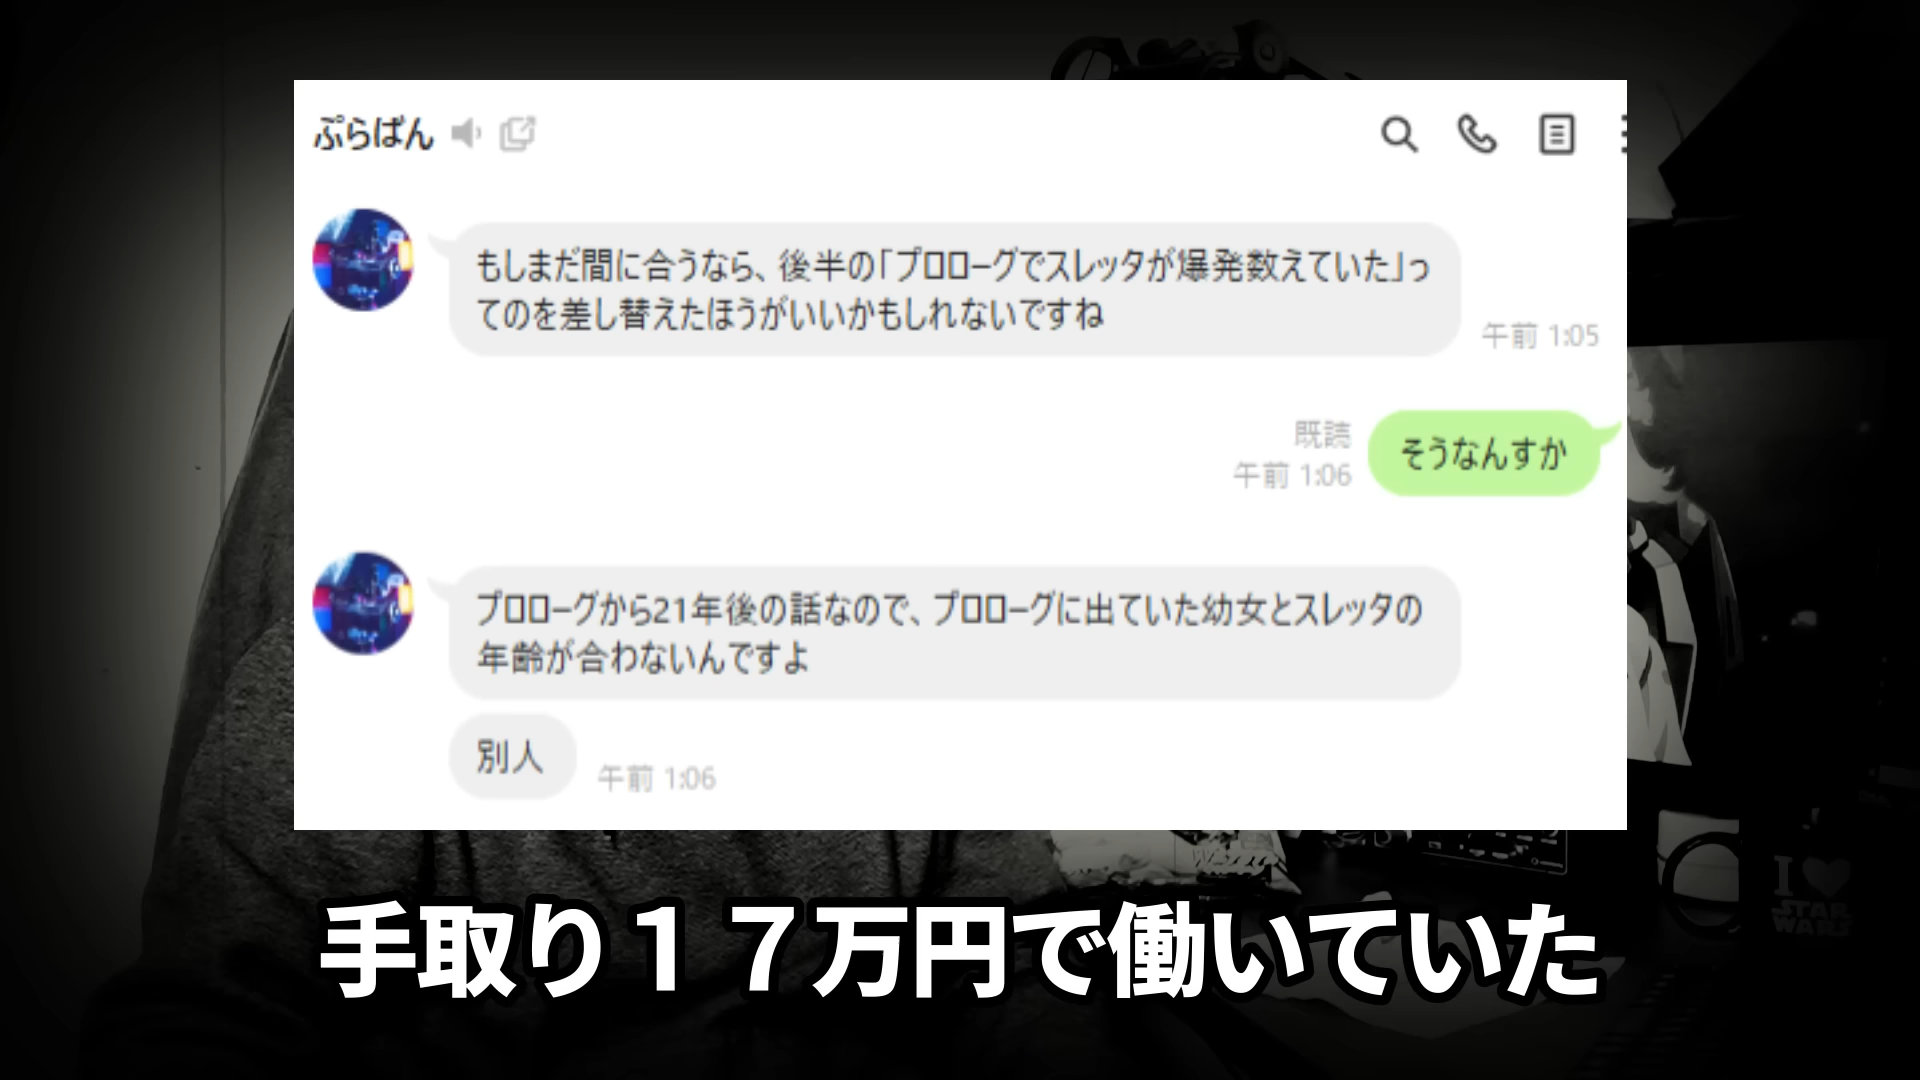 ぷらぱん
もしまだ間に合うなら、後半の「プロローグでスレッタが爆発数えていた」っ
てのを差し替えたほうがいいかもしれないですね
午前 1:05
既読
午前 1:06
そうなんすか
プロローグから21年後の話なので、プロローグに出ていた幼女とスレッタの
年齢が合わないんですよ
別人
午前 1:06
I
STAR
WARS
手取り１７万円で働いていた